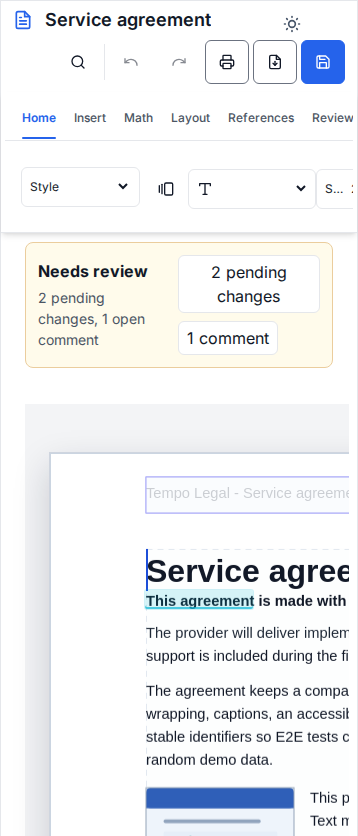 Service agreement
Home Insert Math Layout References Review
Style
T
S...
Needs review
2 pending changes, 1 open comment
2 pending changes
1 comment
Tempo Legal - Service agreeme
Service agree
This agreement is made with
The provider will deliver implem
support is included during the fi
The agreement keeps a compa
wrapping, captions, an accessib
stable identifiers so E2E tests c
random demo data.
This p
Text m